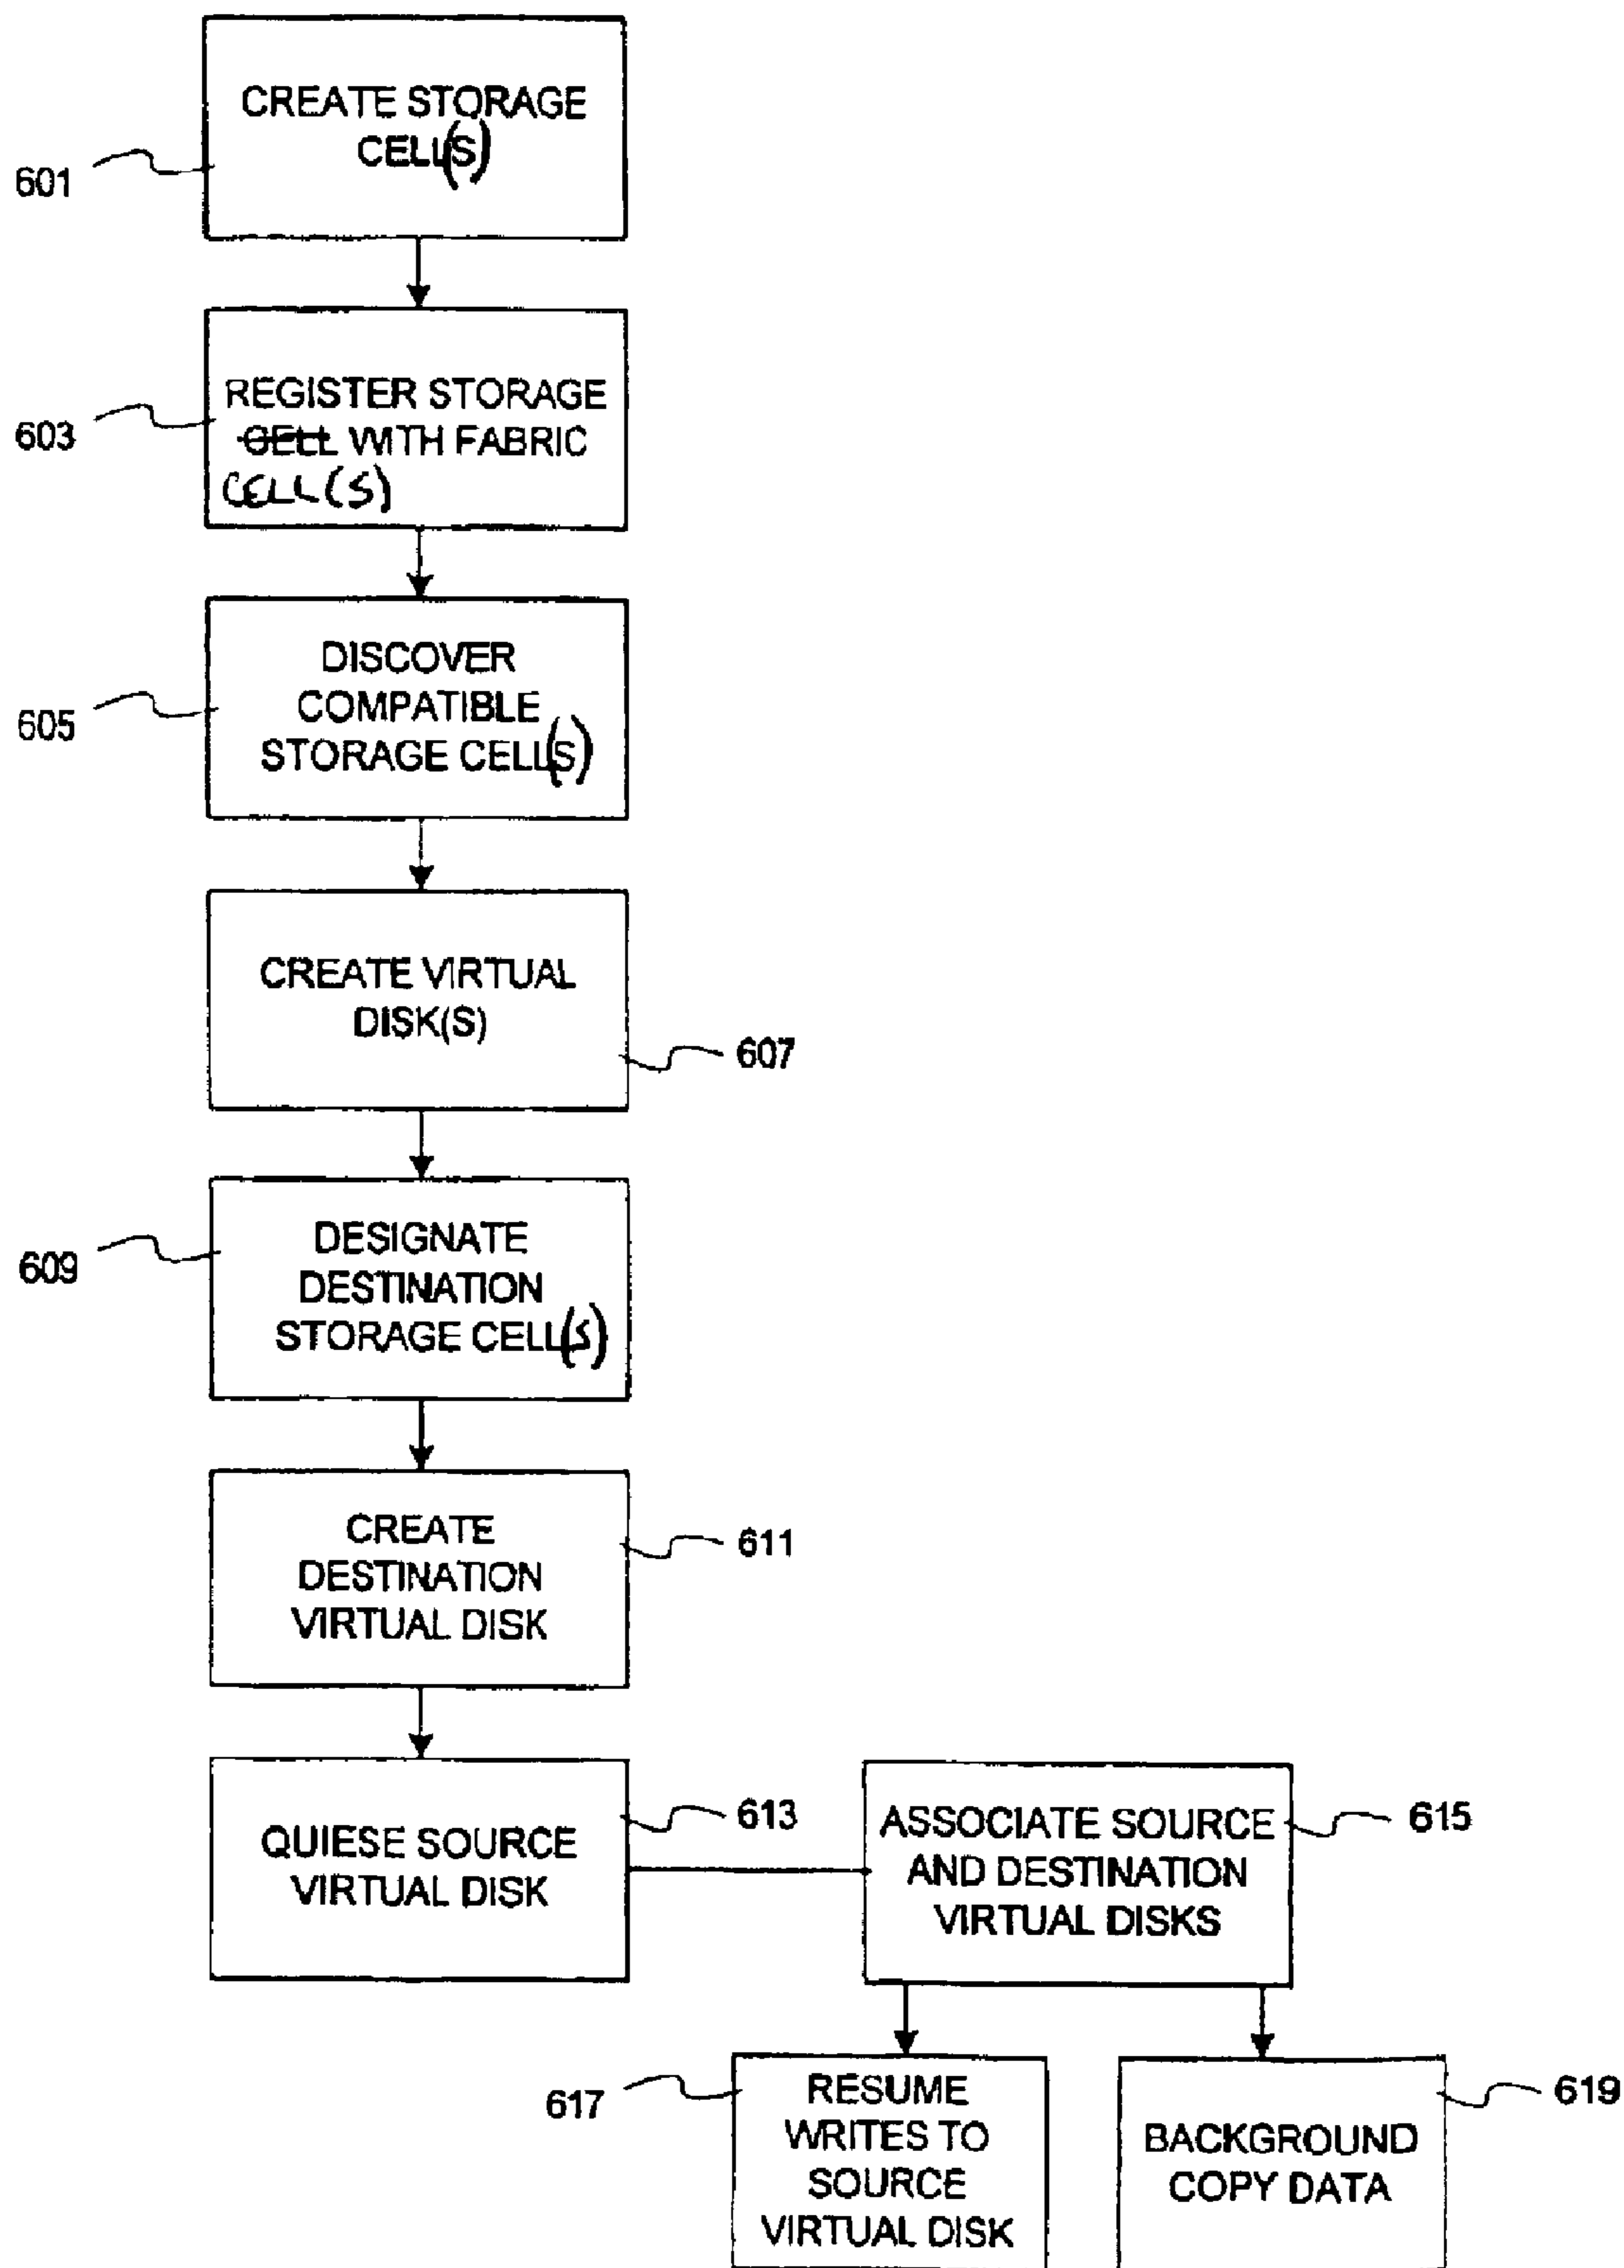 CREATE STORAGE
CELL(S)
601
REGISTER STORAGE
CELL WITH FABRIC
CELL(S)
603
DISCOVER
COMPATIBLE
STORAGE CELL(S)
605
CREATE VIRTUAL
DISK(S)
607
DESIGNATE
DESTINATION
STORAGE CELL(S)
609
CREATE
DESTINATION
VIRTUAL DISK
611
QUIESE SOURCE
VIRTUAL DISK
613
ASSOCIATE SOURCE
AND DESTINATION
VIRTUAL DISKS
615
RESUME
WRITES TO
SOURCE
VIRTUAL DISK
617
BACKGROUND
COPY DATA
619